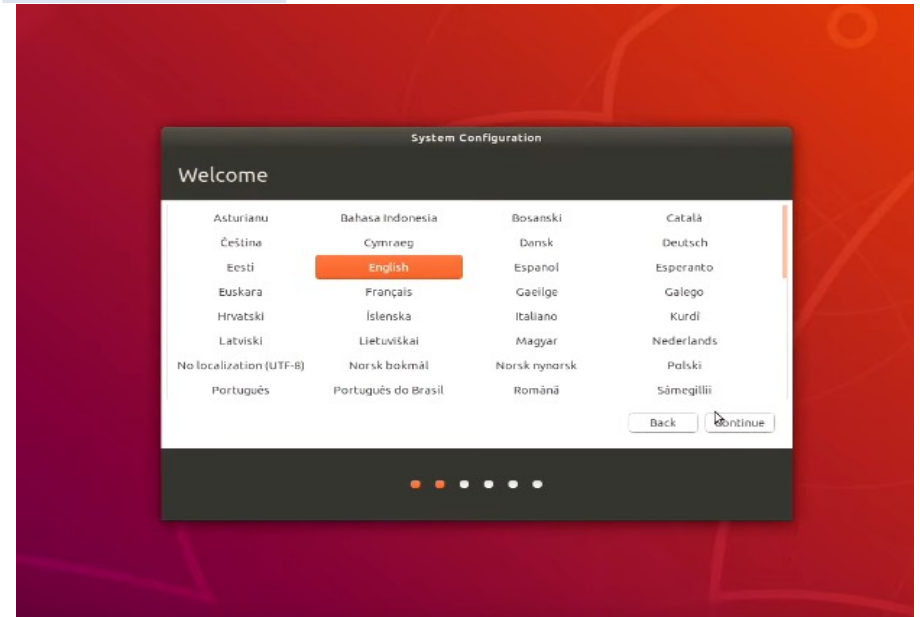 System Configuration
Welcome
Asturianu Bahasa Indonesia Bosanski Català
Čeština Cymraeg Dansk Deutsch
Eesti English Español Esperanto
Euskara Français Gaeilge Galego
Hrvatski Íslenska Italiano Kurdî
Latviski Lietuviškai Magyar Nederlands
No localization (UTF-8) Norsk bokmål Norsk nynorsk Polski
Português Português do Brasil Română Sámegillii
Back Continue